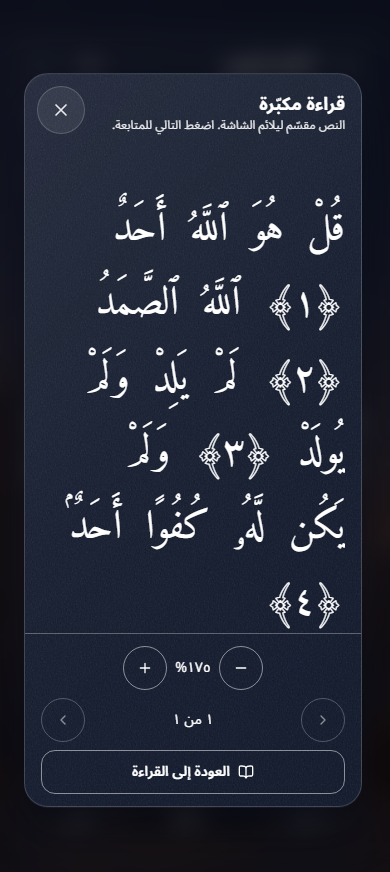 قراءة مكبّرة
النص مقسّم ليلائم الشاشة. اضغط التالي للمتابعة.
قُلْ هُوَ ٱللَّهُ أَحَدٌ
﴿١﴾ ٱللَّهُ ٱلصَّمَدُ
﴿٢﴾ لَمْ يَلِدْ وَلَمْ
يُولَدْ ﴿٣﴾ وَلَمْ
يَكُن لَّهُۥ كُفُوًا أَحَدٌۢ
﴿٤﴾
− ١٧٥% +
١ من ١
العودة إلى القراءة